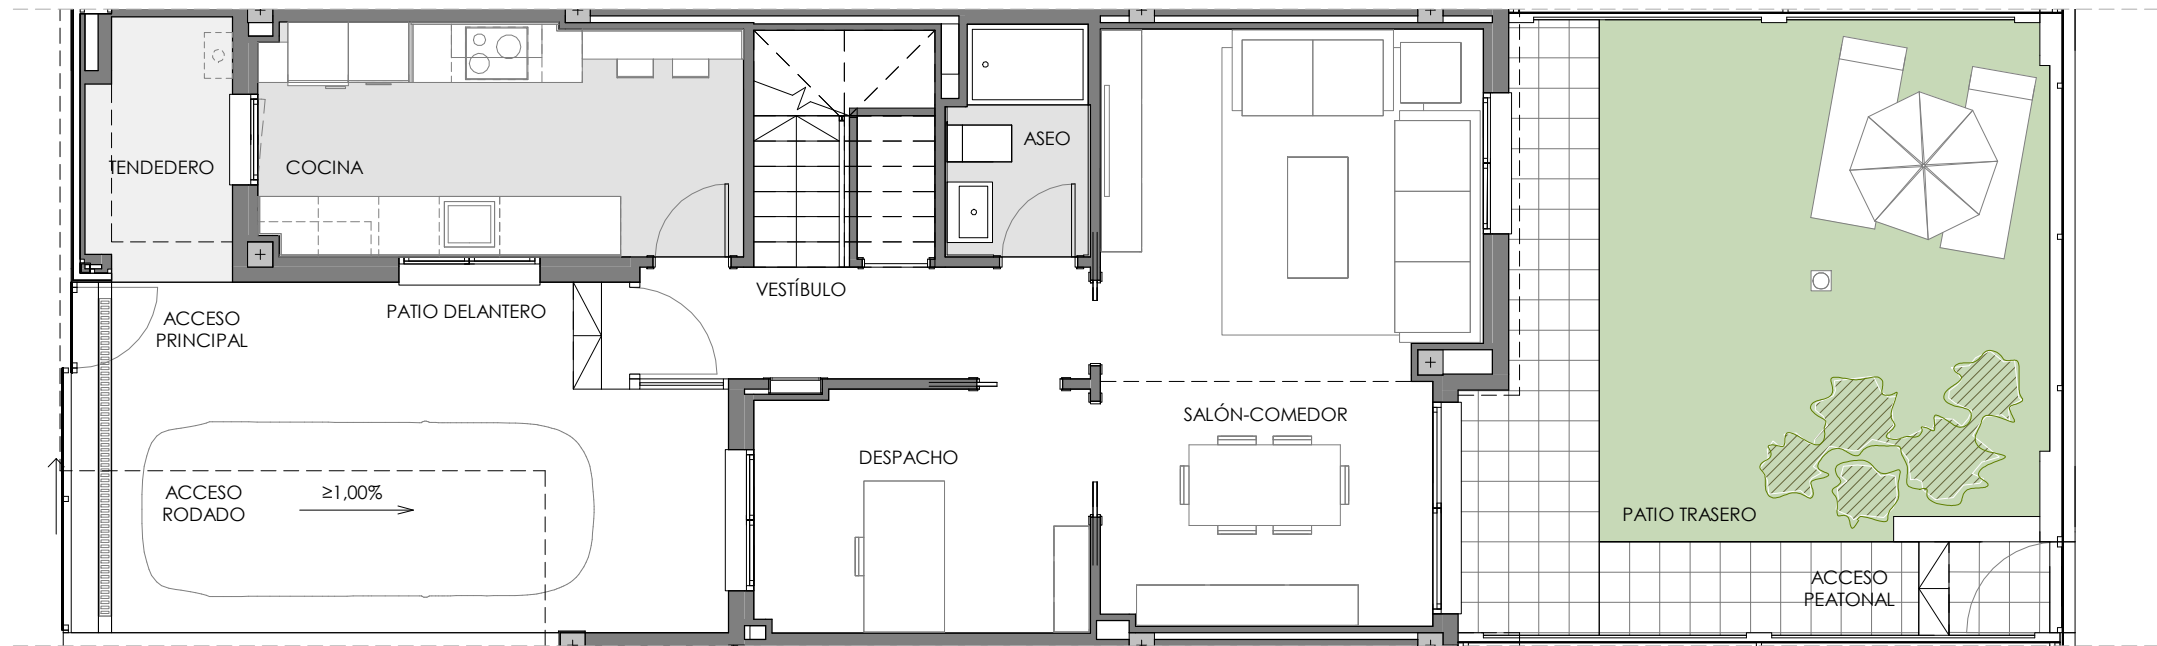 TENDEDERO
COCINA
ASEO
VESTÍBULO
PATIO DELANTERO
ACCESO
PRINCIPAL
SALÓN-COMEDOR
DESPACHO
ACCESO
RODADO
≥1,00%
PATIO TRASERO
ACCESO
PEATONAL